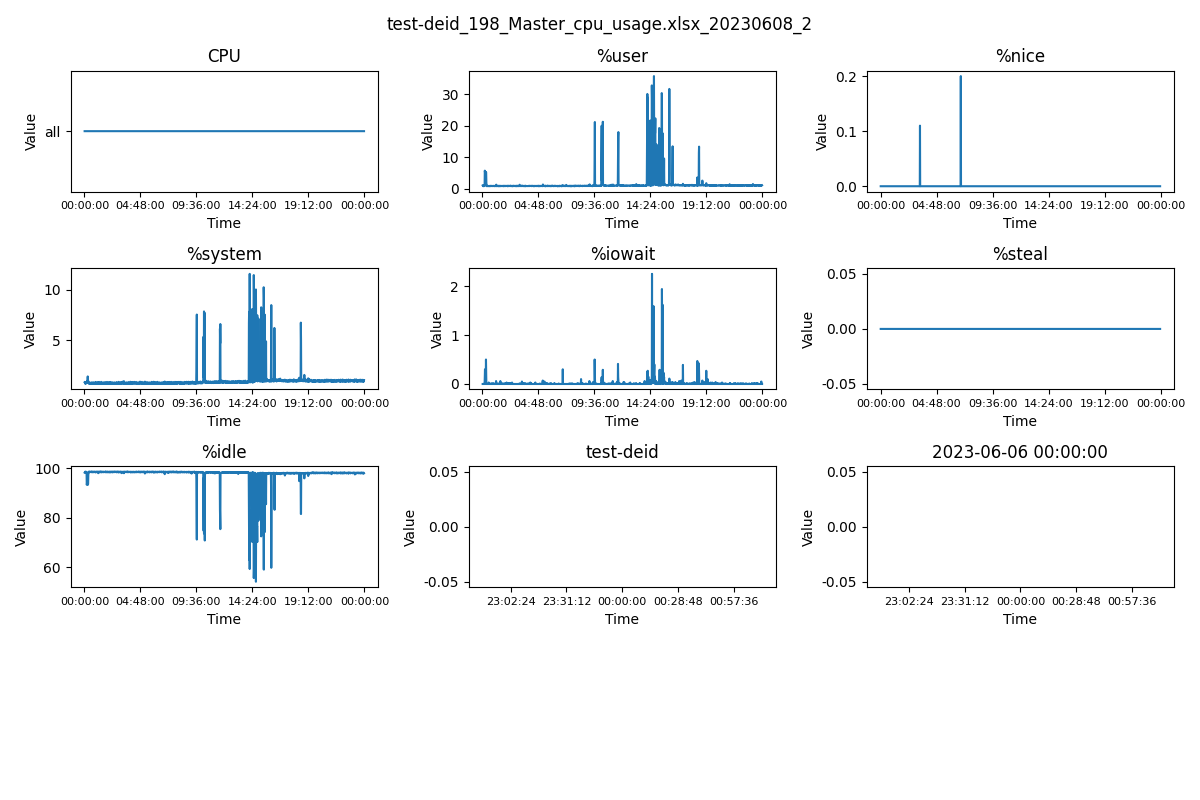 test-deid_198_Master_cpu_usage.xlsx_20230608_2
CPU
Value
all
00:00:00 04:48:00 09:36:00 14:24:00 19:12:00 00:00:00
Time
%user
Value
30
20
10
0
00:00:00 04:48:00 09:36:00 14:24:00 19:12:00 00:00:00
Time
%nice
Value
0.2
0.1
0.0
00:00:00 04:48:00 09:36:00 14:24:00 19:12:00 00:00:00
Time
%system
Value
10
5
00:00:00 04:48:00 09:36:00 14:24:00 19:12:00 00:00:00
Time
%iowait
Value
2
1
0
00:00:00 04:48:00 09:36:00 14:24:00 19:12:00 00:00:00
Time
%steal
Value
0.05
0.00
-0.05
00:00:00 04:48:00 09:36:00 14:24:00 19:12:00 00:00:00
Time
%idle
Value
100
80
60
00:00:00 04:48:00 09:36:00 14:24:00 19:12:00 00:00:00
Time
test-deid
Value
0.05
0.00
-0.05
23:02:24 23:31:12 00:00:00 00:28:48 00:57:36
Time
2023-06-06 00:00:00
Value
0.05
0.00
-0.05
23:02:24 23:31:12 00:00:00 00:28:48 00:57:36
Time